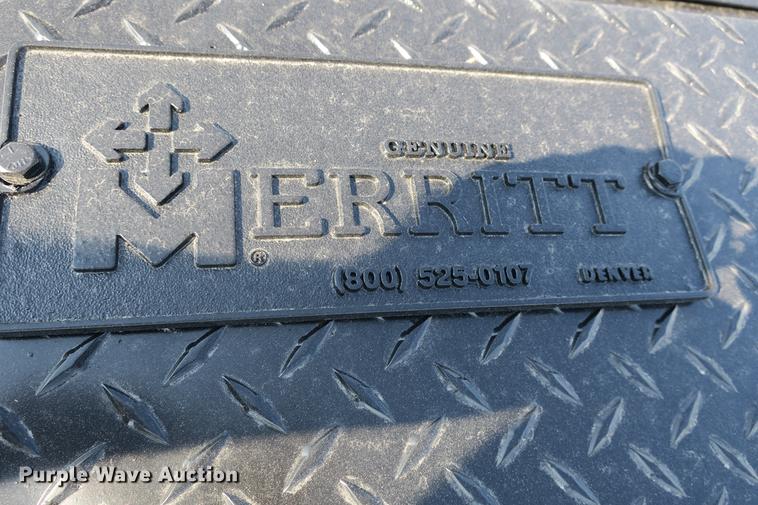 GENUINE
MERRITT®
(800) 525-0107 DENVER
Purple Wave Auction